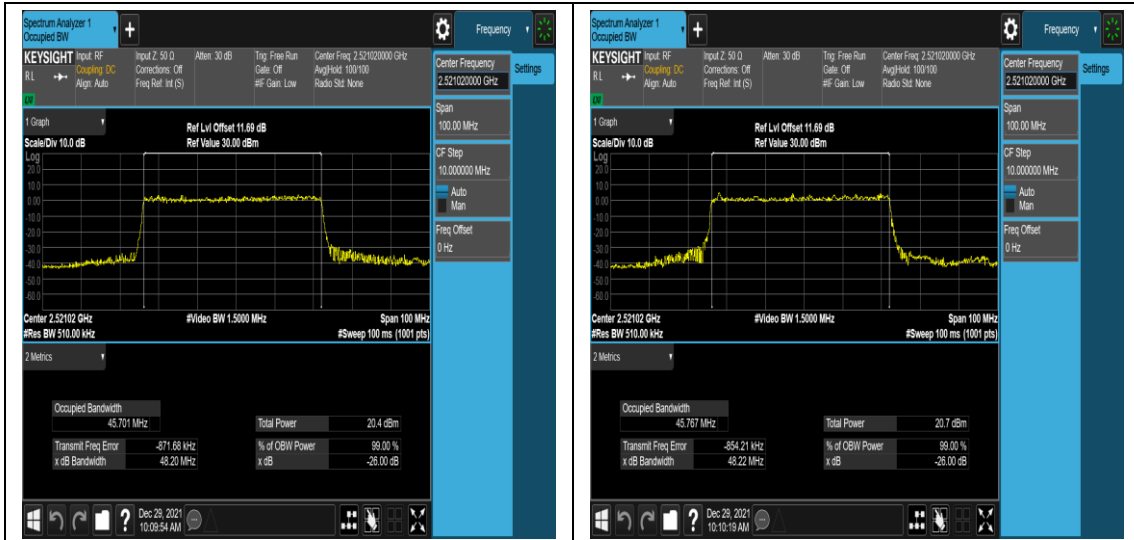 Spectrum Analyzer 1
Occupied BW
+
Frequency
KEYSIGHT Input: RF Input Z: 50 Ω Atten: 30 dB Trig: Free Run Center Freq: 2.521020000 GHz
Coupling: DC Corrections: Off Gate: Off Avg|Hold: 100/100
R L Align: Auto Freq Ref: Int (S) #IF Gain: Low Radio Std: None
Center Frequency
2.521020000 GHz
Settings
Span
100.00 MHz
CF Step
10.000000 MHz
Auto
Man
Freq Offset
0 Hz
1 Graph
Ref Lvl Offset 11.69 dB
Scale/Div 10.0 dB Ref Value 30.00 dBm
Log
20.0
10.0
0.00
-10.0
-20.0
-30.0
-40.0
-50.0
-60.0
Center 2.52102 GHz #Video BW 1.5000 MHz Span 100 MHz
#Res BW 510.00 kHz #Sweep 100 ms (1001 pts)
2 Metrics
Occupied Bandwidth
45.701 MHz Total Power 20.4 dBm
Transmit Freq Error -871.68 kHz % of OBW Power 99.00 %
x dB Bandwidth 48.20 MHz x dB -26.00 dB
? Dec 29, 2021
10:09:54 AM
Spectrum Analyzer 1
Occupied BW
+
Frequency
KEYSIGHT Input: RF Input Z: 50 Ω Atten: 30 dB Trig: Free Run Center Freq: 2.521020000 GHz
Coupling: DC Corrections: Off Gate: Off Avg|Hold: 100/100
R L Align: Auto Freq Ref: Int (S) #IF Gain: Low Radio Std: None
Center Frequency
2.521020000 GHz
Settings
Span
100.00 MHz
CF Step
10.000000 MHz
Auto
Man
Freq Offset
0 Hz
1 Graph
Ref Lvl Offset 11.69 dB
Scale/Div 10.0 dB Ref Value 30.00 dBm
Log
20.0
10.0
0.00
-10.0
-20.0
-30.0
-40.0
-50.0
-60.0
Center 2.52102 GHz #Video BW 1.5000 MHz Span 100 MHz
#Res BW 510.00 kHz #Sweep 100 ms (1001 pts)
2 Metrics
Occupied Bandwidth
45.767 MHz Total Power 20.7 dBm
Transmit Freq Error -854.21 kHz % of OBW Power 99.00 %
x dB Bandwidth 48.22 MHz x dB -26.00 dB
? Dec 29, 2021
10:10:19 AM